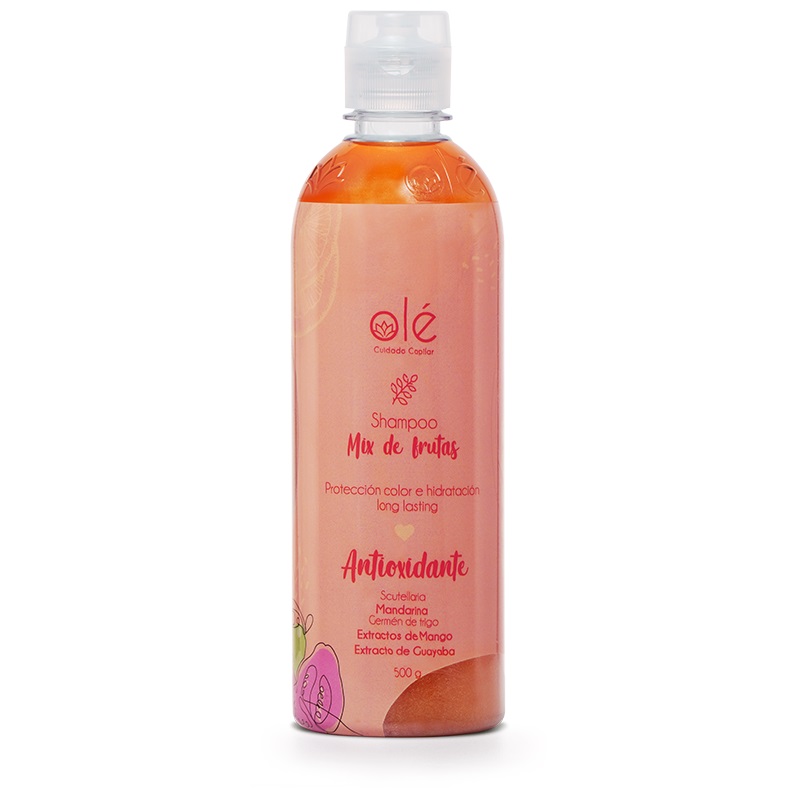 olé
Cuidado Capilar
Shampoo
Mix de frutas
Protección color e hidratación
long lasting
Antioxidante
Scutellaria
Mandarina
Germén de trigo
Extractos de Mango
Extracto de Guayaba
500 g